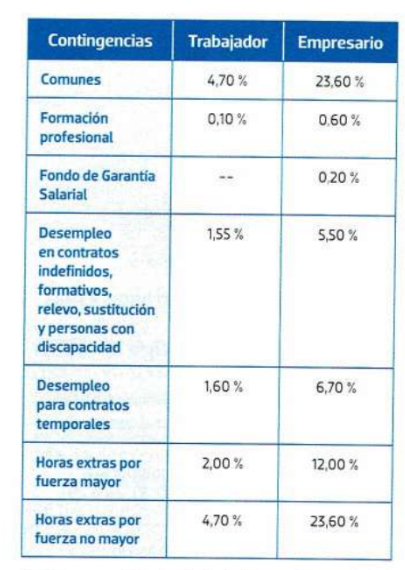 Contingencias Trabajador Empresario
Comunes 4,70 % 23,60 %
Formación 0,10 % 0,60 %
profesional
Fondo de Garantía -- 0,20 %
Salarial
Desempleo 1,55 % 5,50 %
en contratos
indefinidos,
formativos,
relevo, sustitución
y personas con
discapacidad
Desempleo 1,60 % 6,70 %
para contratos
temporales
Horas extras por 2,00 % 12,00 %
fuerza mayor
Horas extras por 4,70 % 23,60 %
fuerza no mayor